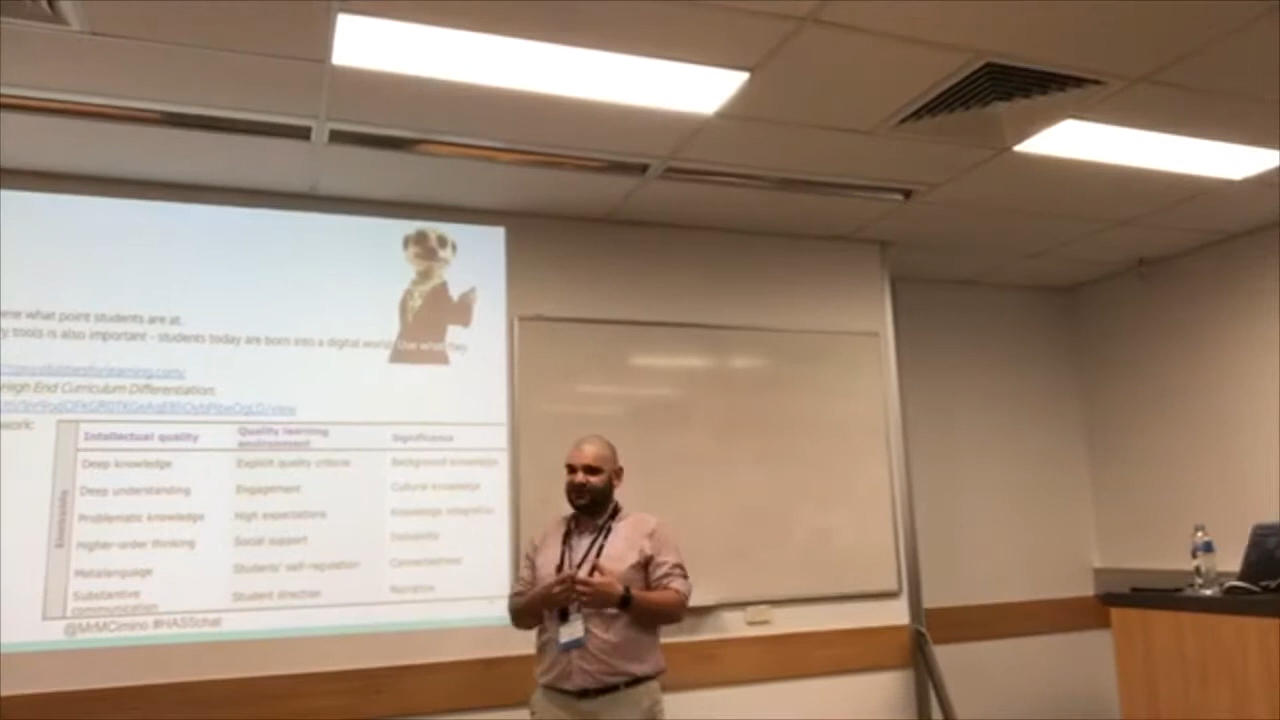 what point students are at.
tools is also important - students today are born into a digital world
High End Curriculum Differentiation:
Intellectual quality
Quality learning environment
Significance
Deep knowledge
Explicit quality criteria
Background knowledge
Deep understanding
Engagement
Cultural knowledge
Problematic knowledge
High expectations
Knowledge integration
Higher-order thinking
Social support
Inclusivity
Metalanguage
Students' self-regulation
Connectedness
Substantive communication
Student direction
Narrative
@MrMCimino #HASSchat